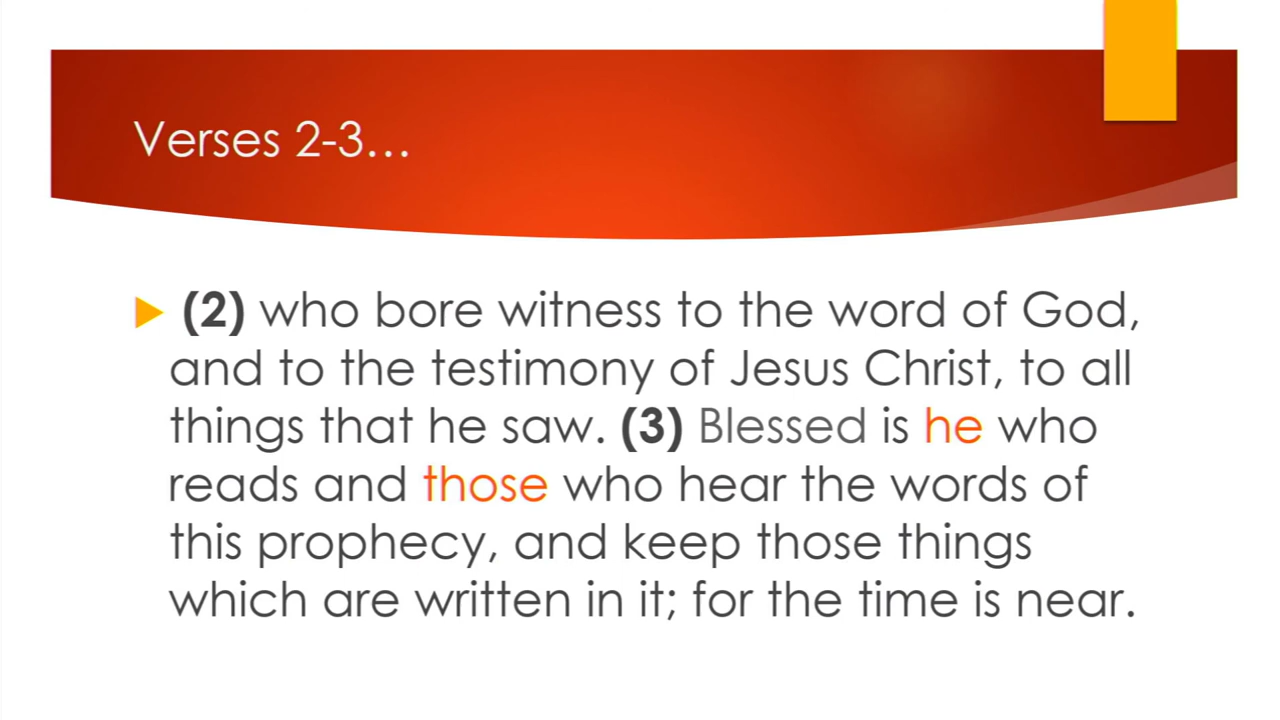 Verses 2-3...
(2) who bore witness to the word of God,
and to the testimony of Jesus Christ, to all
things that he saw. (3) Blessed is he who
reads and those who hear the words of
this prophecy, and keep those things
which are written in it; for the time is near.